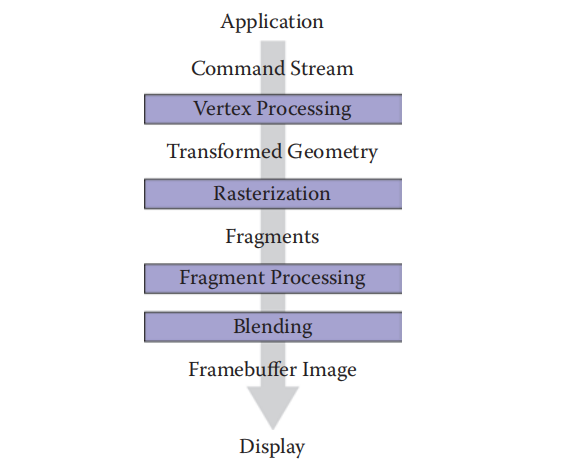 Application
Command Stream
Vertex Processing
Transformed Geometry
Rasterization
Fragments
Fragment Processing
Blending
Framebuffer Image
Display